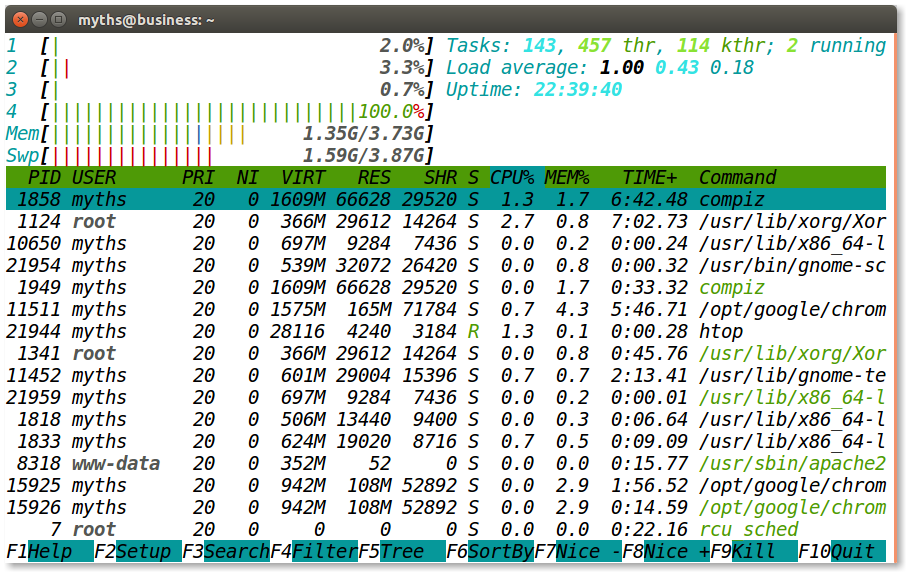 myths@business: ~
1  [|                             2.0%] Tasks: 143, 457 thr, 114 kthr; 2 running
2  [||                            3.3%] Load average: 1.00 0.43 0.18
3  [|                             0.7%] Uptime: 22:39:40
4  [||||||||||||||||||||||||||||100.0%]
Mem[||||||||||||||||||     1.35G/3.73G]
Swp[|||||||||||||||        1.59G/3.87G]
  PID USER      PRI  NI  VIRT   RES   SHR S CPU% MEM%   TIME+  Command
 1858 myths      20   0 1609M 66628 29520 S  1.3  1.7  6:42.48 compiz
 1124 root       20   0  366M 29612 14264 S  2.7  0.8  7:02.73 /usr/lib/xorg/Xor
10650 myths      20   0  697M  9284  7436 S  0.0  0.2  0:00.24 /usr/lib/x86_64-l
21954 myths      20   0  539M 32072 26420 S  0.0  0.8  0:00.32 /usr/bin/gnome-sc
 1949 myths      20   0 1609M 66628 29520 S  0.0  1.7  0:33.32 compiz
11511 myths      20   0 1575M  165M 71784 S  0.7  4.3  5:46.71 /opt/google/chrom
21944 myths      20   0 28116  4240  3184 R  1.3  0.1  0:00.28 htop
 1341 root       20   0  366M 29612 14264 S  0.0  0.8  0:45.76 /usr/lib/xorg/Xor
11452 myths      20   0  601M 29004 15396 S  0.7  0.7  2:13.41 /usr/lib/gnome-te
21959 myths      20   0  697M  9284  7436 S  0.0  0.2  0:00.01 /usr/lib/x86_64-l
 1818 myths      20   0  506M 13440  9400 S  0.0  0.3  0:06.64 /usr/lib/x86_64-l
 1833 myths      20   0  624M 19020  8716 S  0.7  0.5  0:09.09 /usr/lib/x86_64-l
 8318 www-data   20   0  352M    52     0 S  0.0  0.0  0:15.77 /usr/sbin/apache2
15925 myths      20   0  942M  108M 52892 S  0.0  2.9  1:56.52 /opt/google/chrom
15926 myths      20   0  942M  108M 52892 S  0.0  2.9  0:14.59 /opt/google/chrom
    7 root       20   0     0     0     0 S  0.0  0.0  0:22.16 rcu_sched
F1Help  F2Setup F3SearchF4FilterF5Tree  F6SortByF7Nice -F8Nice +F9Kill  F10Quit